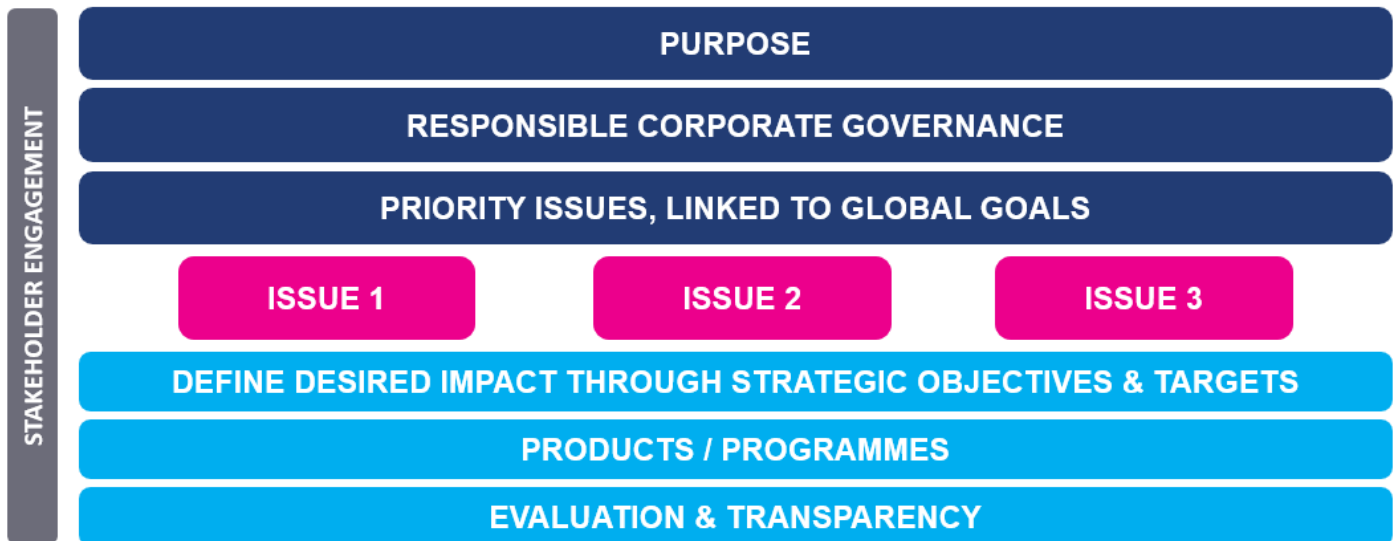 STAKEHOLDER ENGAGEMENT
PURPOSE
RESPONSIBLE CORPORATE GOVERNANCE
PRIORITY ISSUES, LINKED TO GLOBAL GOALS
ISSUE 1
ISSUE 2
ISSUE 3
DEFINE DESIRED IMPACT THROUGH STRATEGIC OBJECTIVES & TARGETS
PRODUCTS / PROGRAMMES
EVALUATION & TRANSPARENCY